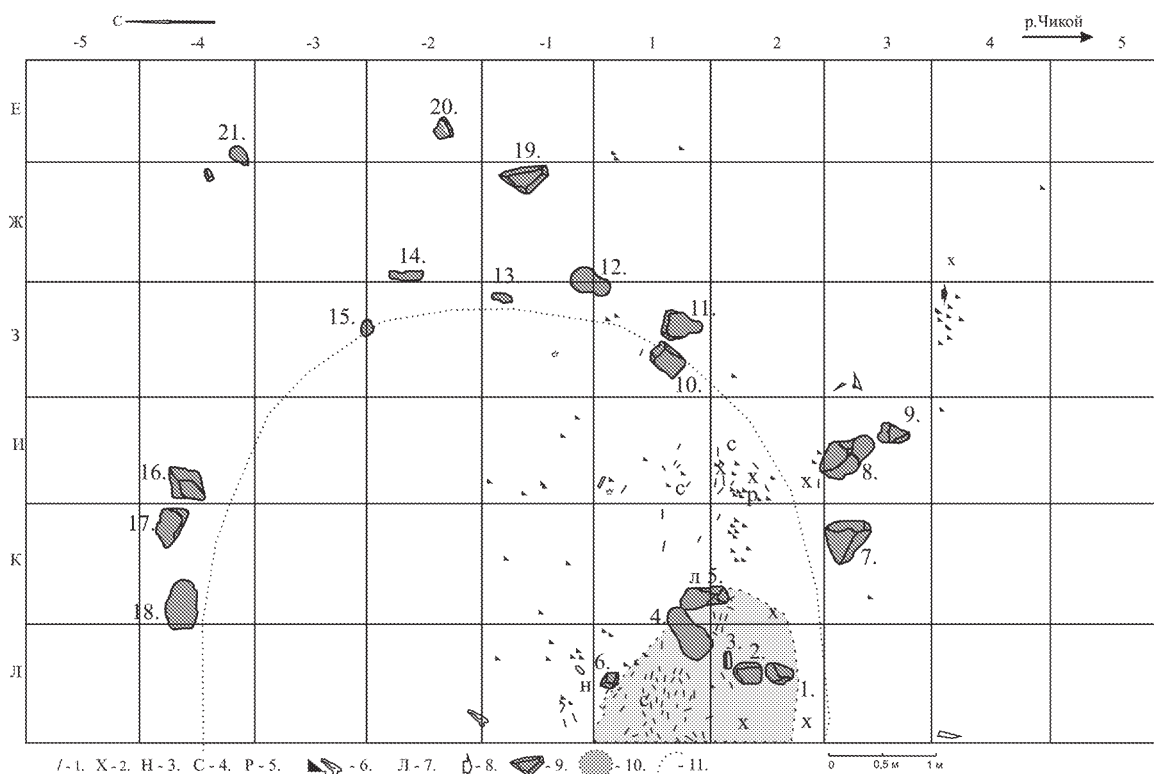 С р.Чикой
-5 -4 -3 -2 -1 1 2 3 4 5
Е
20.
21.
19.
Ж
х
14.
12.
13
11.
З
15.
10.
9.
И
с
16.
8.
с х х х
р
17.
К
7.
л 5.
18.
4.
х
3. 2.
Л
6.
н
1.
с
х х
/ - 1. Х - 2. Н - 3. С - 4. Р - 5. - 6. Л - 7. - 8. - 9. - 10. - 11.
0 0,5 м 1 м